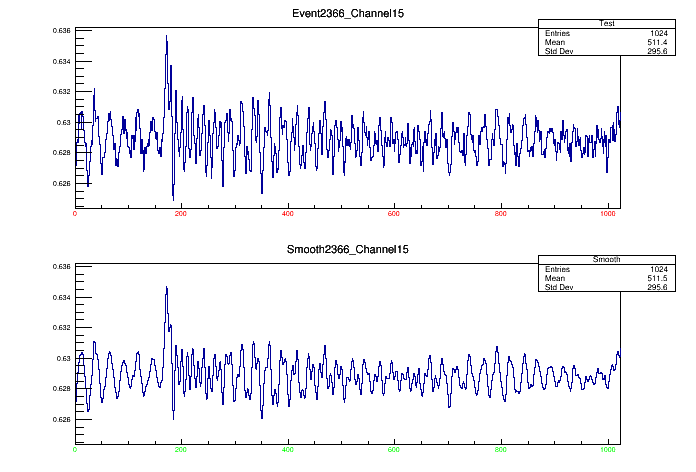 Event2366_Channel15
Test
Entries 1024
Mean 511.4
Std Dev 295.6
0.636
0.634
0.632
0.63
0.628
0.626
0 200 400 600 800 1000
Smooth2366_Channel15
Smooth
Entries 1024
Mean 511.5
Std Dev 295.6
0.636
0.634
0.632
0.63
0.628
0.626
0 200 400 600 800 1000